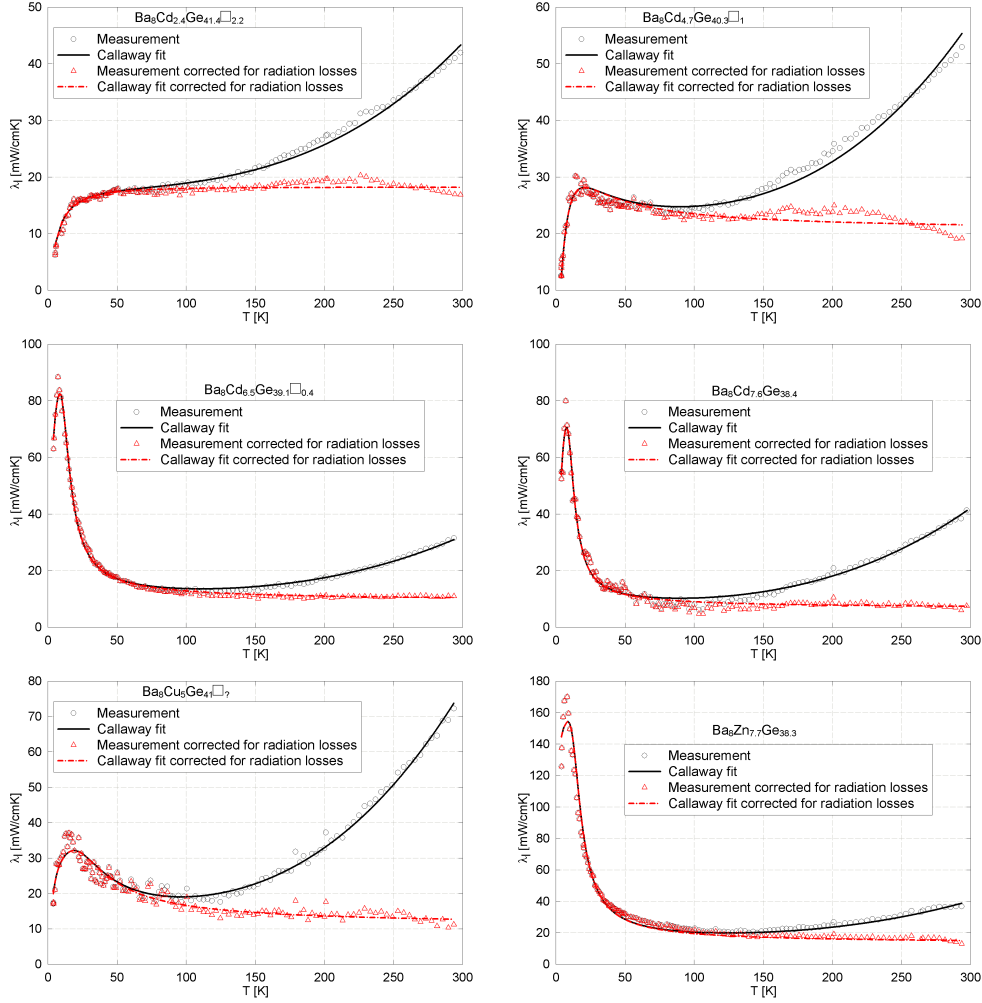 Ba₈Cd₂.₄Ge₄₁.₄□₂.₂
Measurement
Callaway fit
Measurement corrected for radiation losses
Callaway fit corrected for radiation losses
50
40
30
20
10
0
λₗ [mW/cmK]
0 50 100 150 200 250 300
T [K]
Ba₈Cd₄.₇Ge₄₀.₃□₁
Measurement
Callaway fit
Measurement corrected for radiation losses
Callaway fit corrected for radiation losses
60
50
40
30
20
10
λₗ [mW/cmK]
0 50 100 150 200 250 300
T [K]
Ba₈Cd₆.₅Ge₃₉.₁□₀.₄
Measurement
Callaway fit
Measurement corrected for radiation losses
Callaway fit corrected for radiation losses
100
80
60
40
20
0
λₗ [mW/cmK]
0 50 100 150 200 250 300
T [K]
Ba₈Cd₇.₆Ge₃₈.₄
Measurement
Callaway fit
Measurement corrected for radiation losses
Callaway fit corrected for radiation losses
100
80
60
40
20
0
λₗ [mW/cmK]
0 50 100 150 200 250 300
T [K]
Ba₈Cu₅Ge₄₁□?
Measurement
Callaway fit
Measurement corrected for radiation losses
Callaway fit corrected for radiation losses
80
70
60
50
40
30
20
10
0
λₗ [mW/cmK]
0 50 100 150 200 250 300
T [K]
Ba₈Zn₇.₇Ge₃₈.₃
Measurement
Callaway fit
Measurement corrected for radiation losses
Callaway fit corrected for radiation losses
180
160
140
120
100
80
60
40
20
0
λₗ [mW/cmK]
0 50 100 150 200 250 300
T [K]